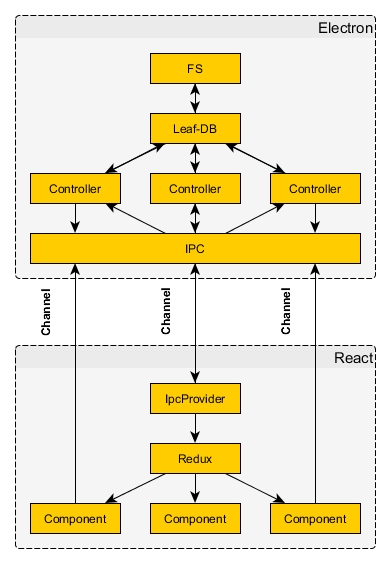 Electron
FS
Leaf-DB
Controller
Controller
Controller
IPC
Channel
Channel
Channel
React
IpcProvider
Redux
Component
Component
Component